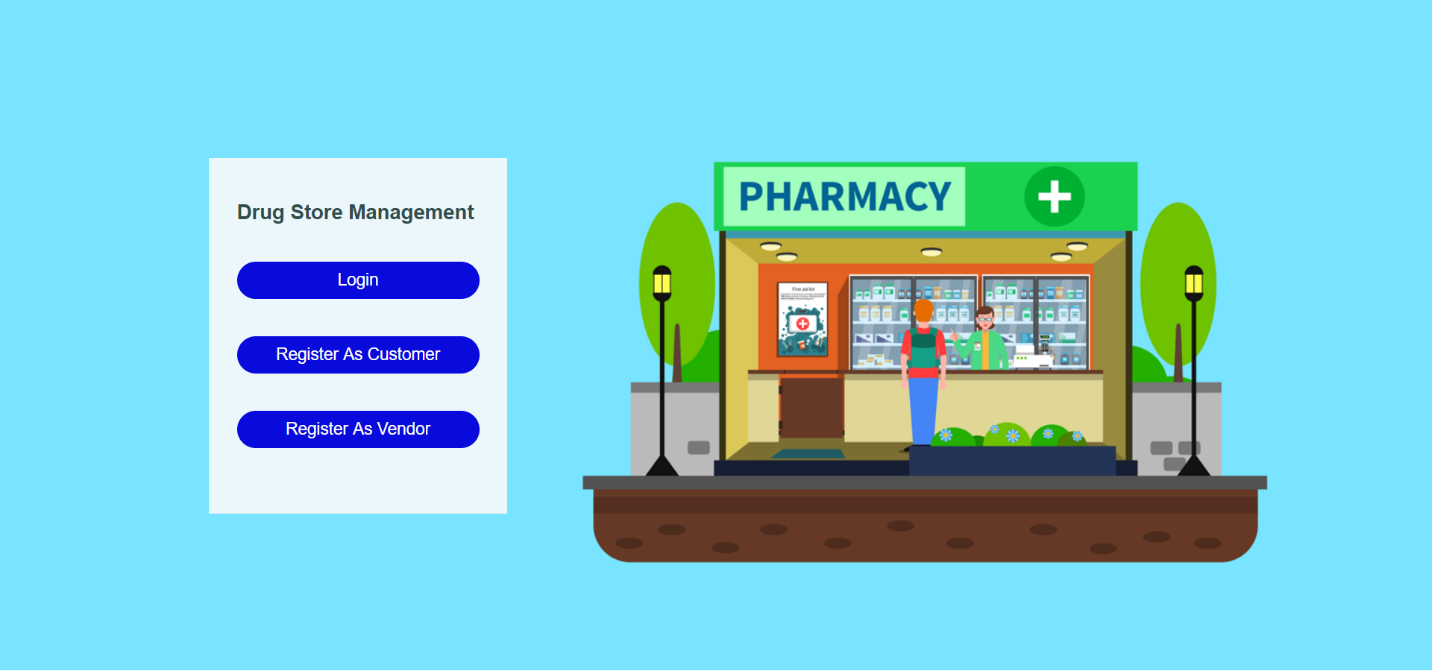 Drug Store Management
Login
Register As Customer
Register As Vendor
PHARMACY
First aid kit